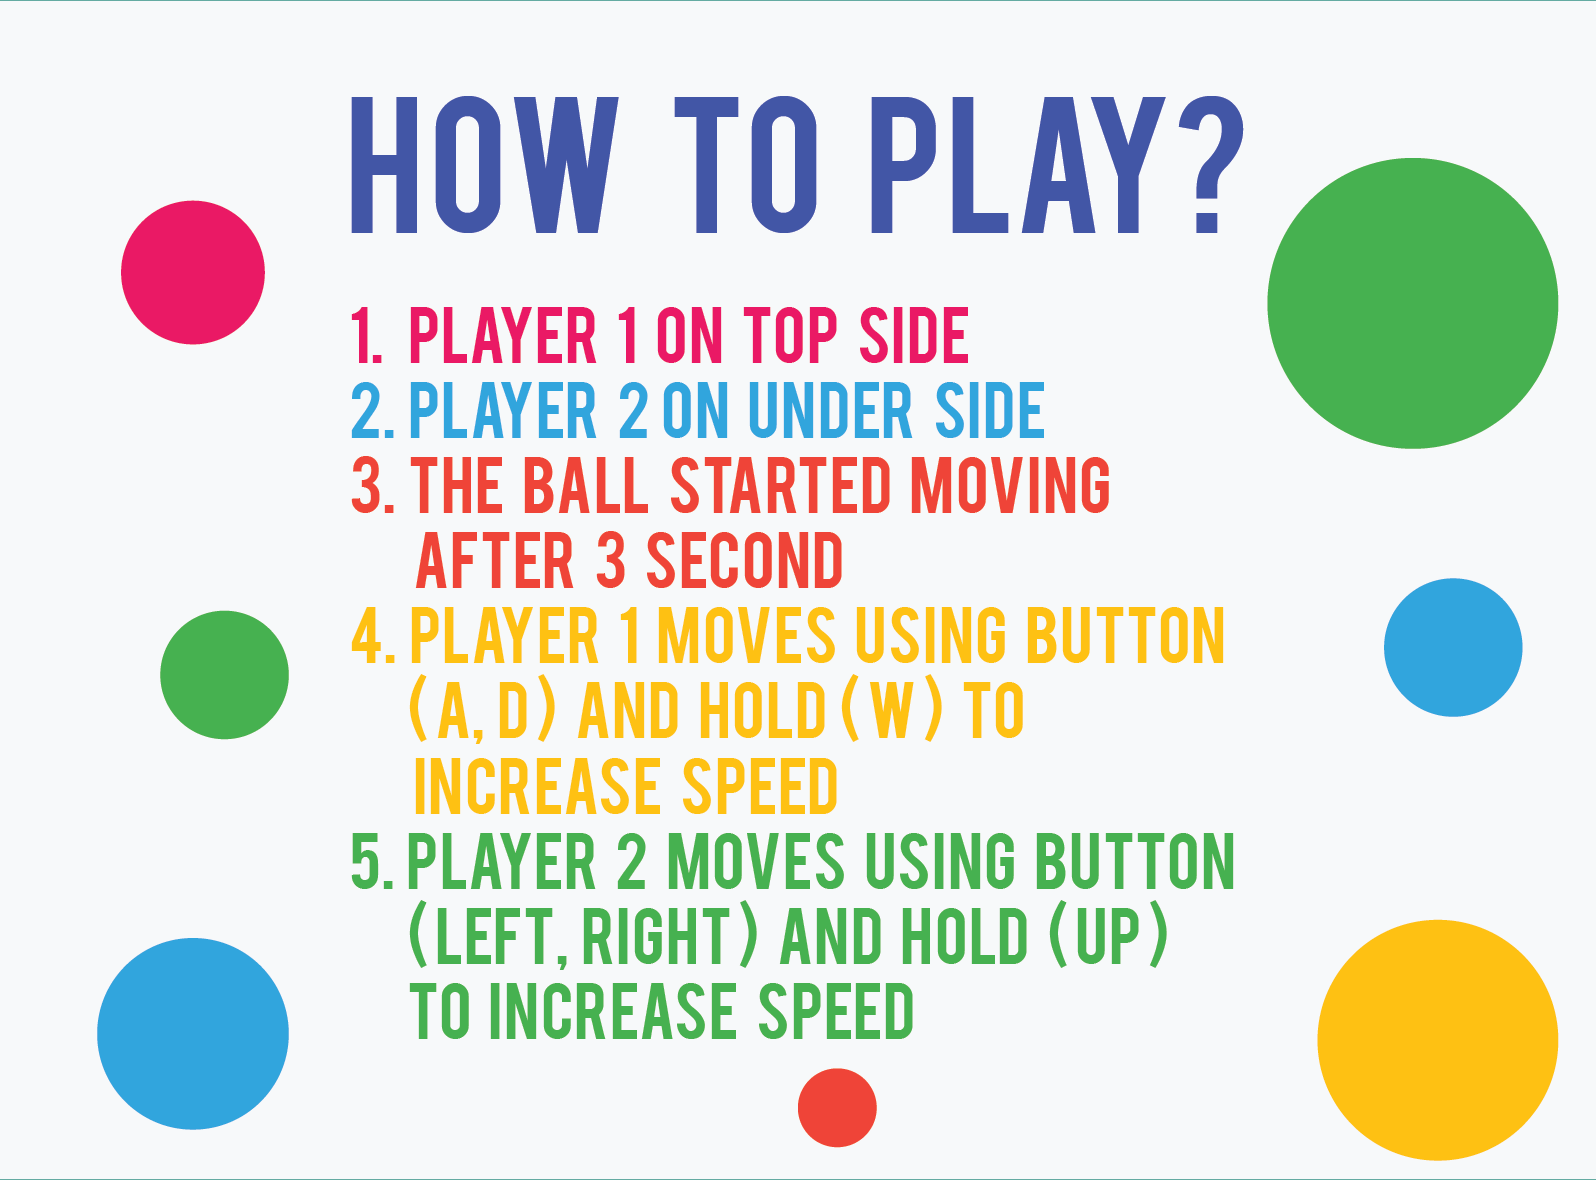 HOW TO PLAY?
1. PLAYER 1 ON TOP SIDE
2. PLAYER 2 ON UNDER SIDE
3. THE BALL STARTED MOVING
AFTER 3 SECOND
4. PLAYER 1 MOVES USING BUTTON
(A, D) AND HOLD (W) TO
INCREASE SPEED
5. PLAYER 2 MOVES USING BUTTON
(LEFT, RIGHT) AND HOLD (UP)
TO INCREASE SPEED